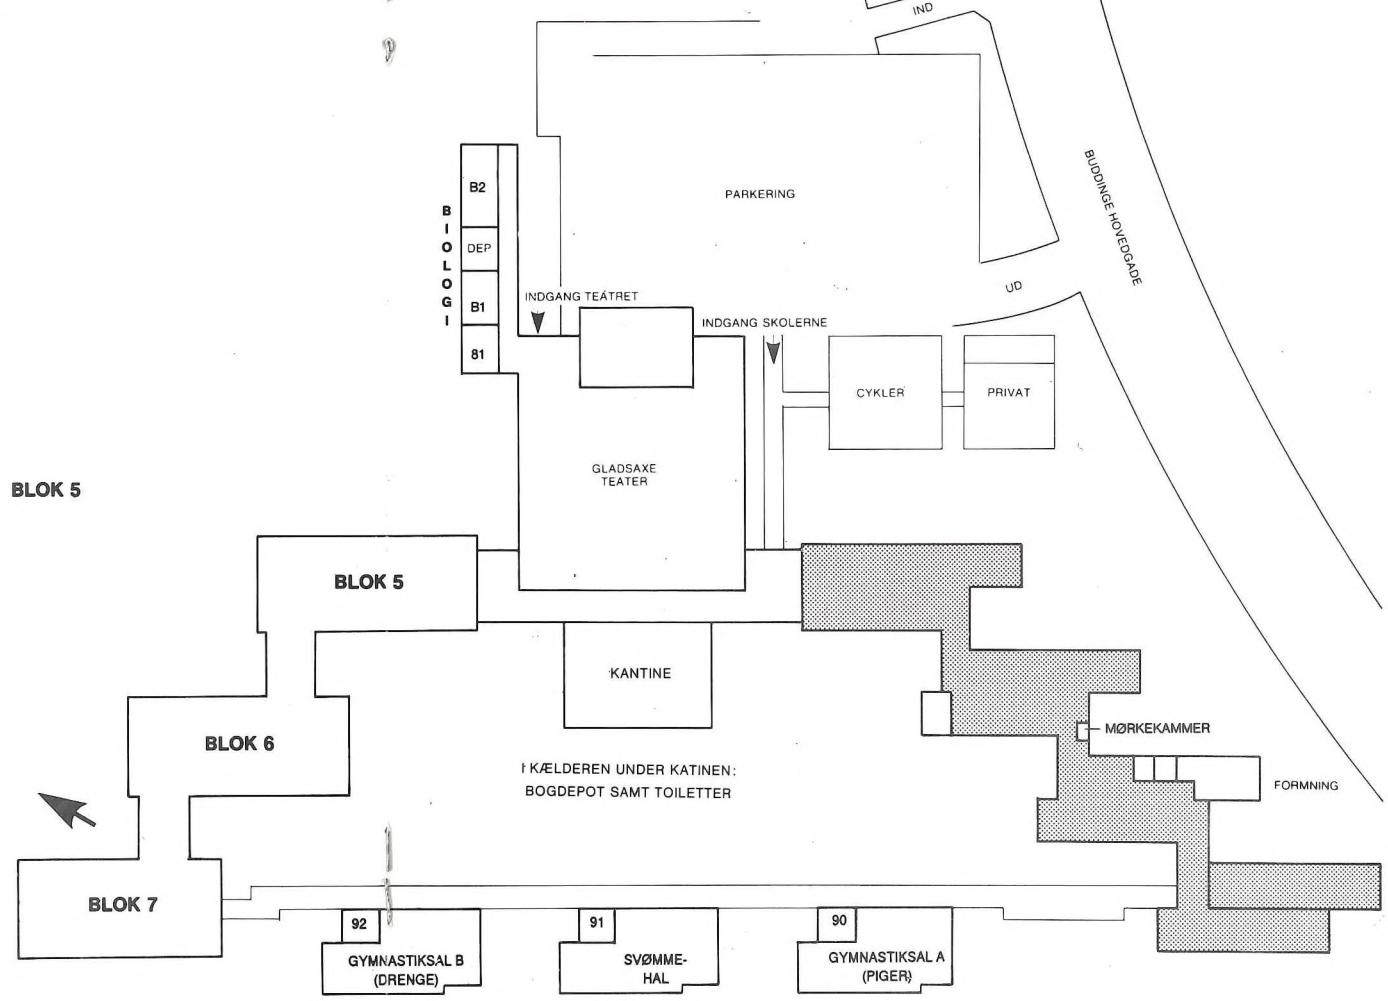 IND
BUDDINGE HOVEDGADE
PARKERING
B2
BIOLOGI
DEP
B1
81
INDGANG TEATRET
UD
INDGANG SKOLERNE
CYKLER
PRIVAT
GLADSAXE
TEATER
BLOK 5
BLOK 5
KANTINE
BLOK 6
MØRKEKAMMER
I KÆLDEREN UNDER KATINEN:
BOGDEPOT SAMT TOILETTER
FORMNING
BLOK 7
92
GYMNASTIKSAL B
(DRENGE)
91
SVØMME-
HAL
90
GYMNASTIKSAL A
(PIGER)